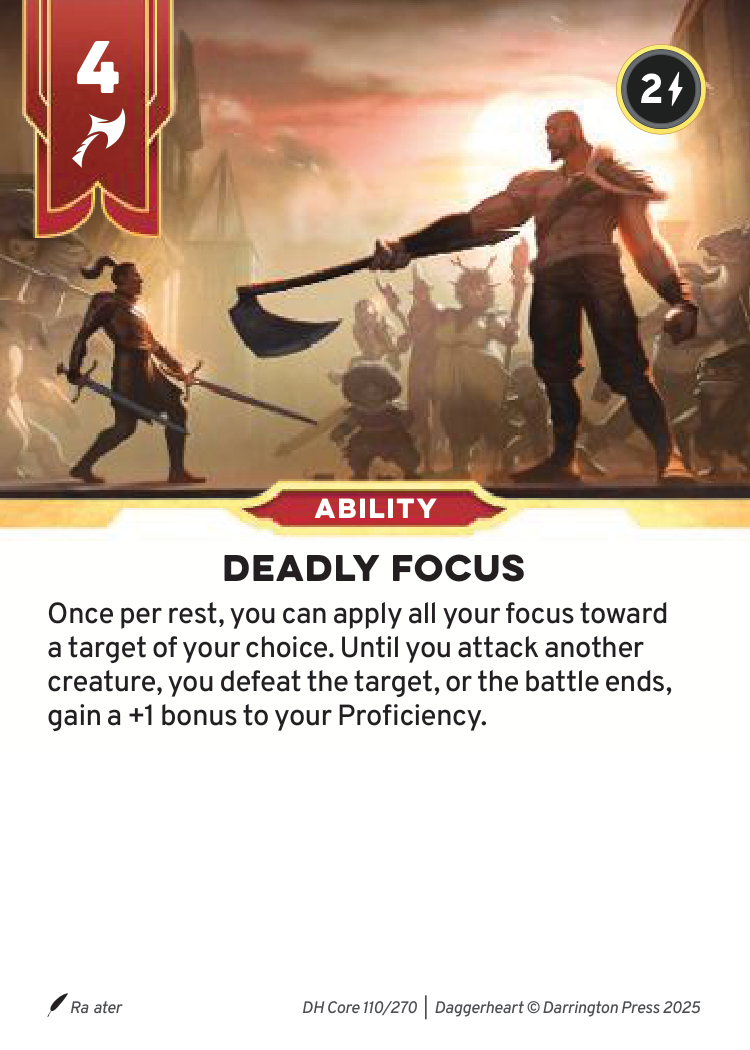 4
2
ABILITY
DEADLY FOCUS
Once per rest, you can apply all your focus toward
a target of your choice. Until you attack another
creature, you defeat the target, or the battle ends,
gain a +1 bonus to your Proficiency.
Ra ater
DH Core 110/270 | Daggerheart © Darrington Press 2025